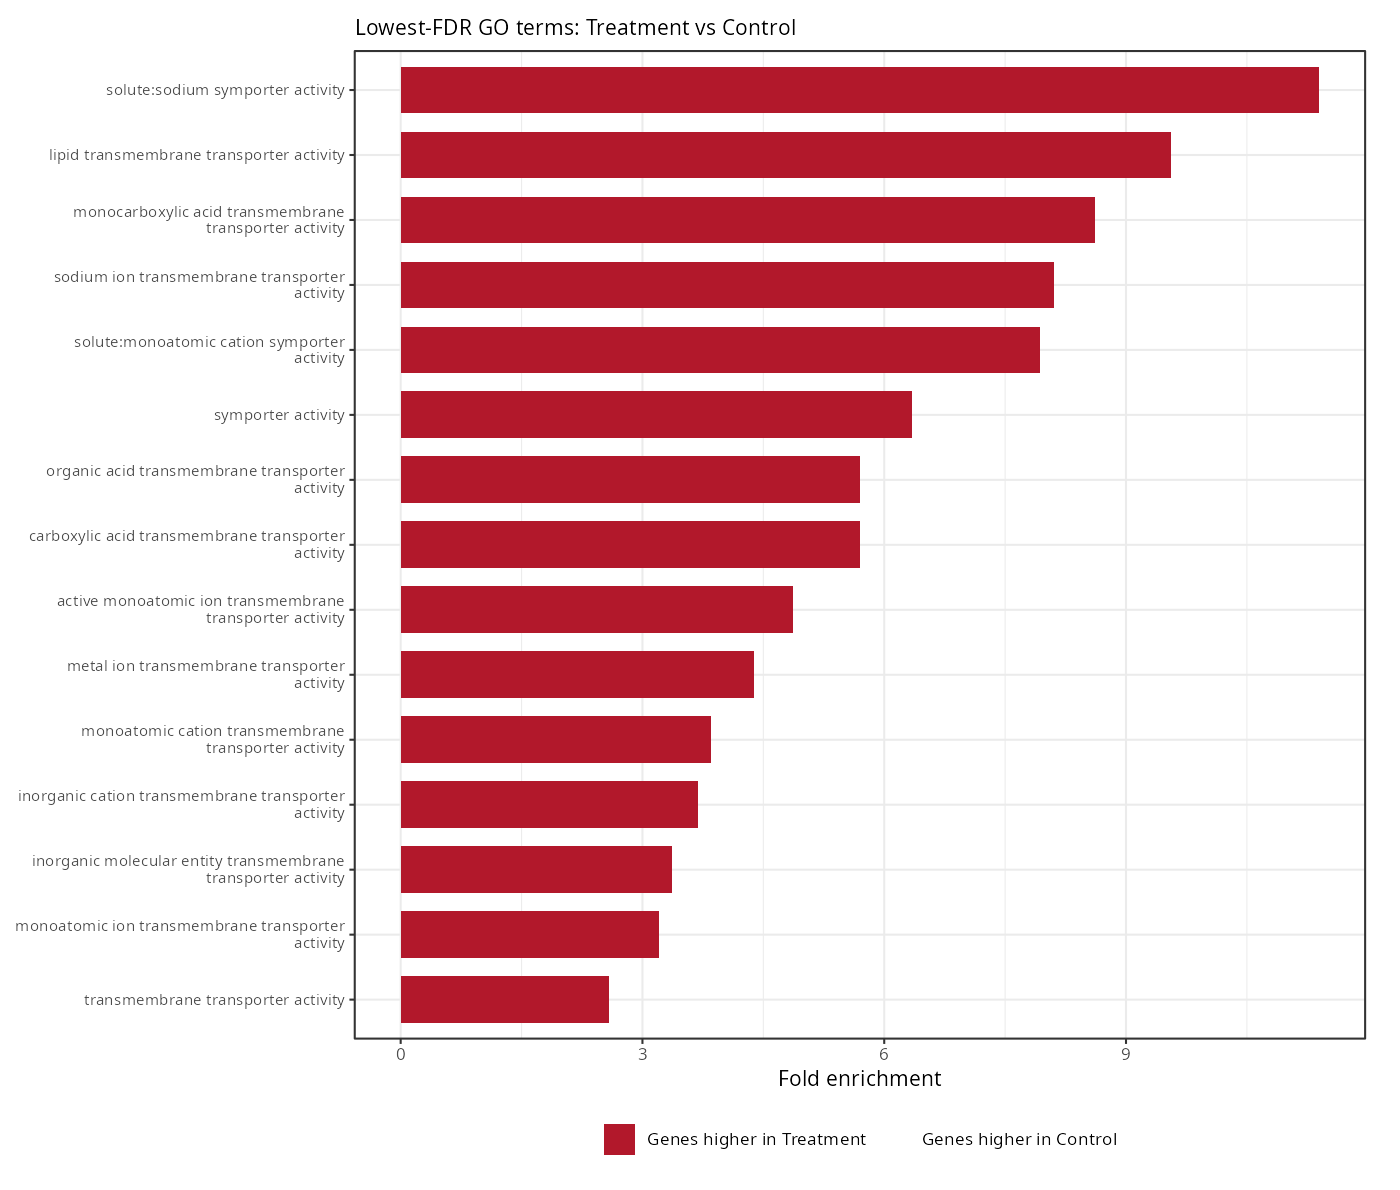 Lowest-FDR GO terms: Treatment vs Control
solute:sodium symporter activity
lipid transmembrane transporter activity
monocarboxylic acid transmembrane
transporter activity
sodium ion transmembrane transporter
activity
solute:monoatomic cation symporter
activity
symporter activity
organic acid transmembrane transporter
activity
carboxylic acid transmembrane transporter
activity
active monoatomic ion transmembrane
transporter activity
metal ion transmembrane transporter
activity
monoatomic cation transmembrane
transporter activity
inorganic cation transmembrane transporter
activity
inorganic molecular entity transmembrane
transporter activity
monoatomic ion transmembrane transporter
activity
transmembrane transporter activity
0 3 6 9
Fold enrichment
Genes higher in Treatment Genes higher in Control